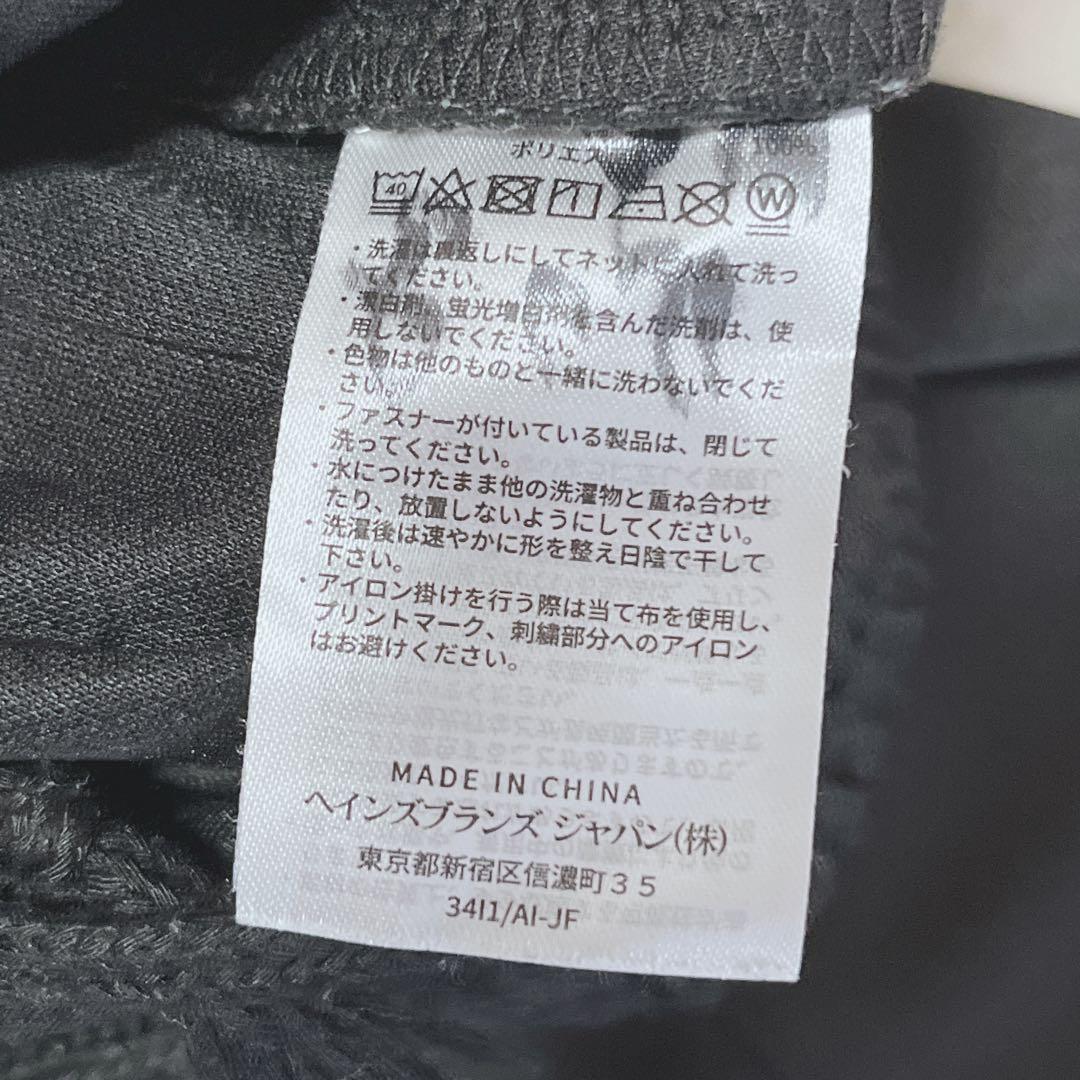 ポリエス 100%
40
W
・洗濯は裏返しにしてネットに入れて洗っ
てください。
・漂白剤、蛍光増白剤を含んだ洗剤は、使
用しないでください。
・色物は他のものと一緒に洗わないでくだ
さい。
・ファスナーが付いている製品は、閉じて
洗ってください。
・水につけたまま他の洗濯物と重ね合わせ
たり、放置しないようにしてください。
・洗濯後は速やかに形を整え日陰で干して
下さい。
・アイロン掛けを行う際は当て布を使用し、
プリントマーク、刺繍部分へのアイロン
はお避けください。
MADE IN CHINA
ヘインズブランズ ジャパン(株)
東京都新宿区信濃町35
34I1/AI-JF